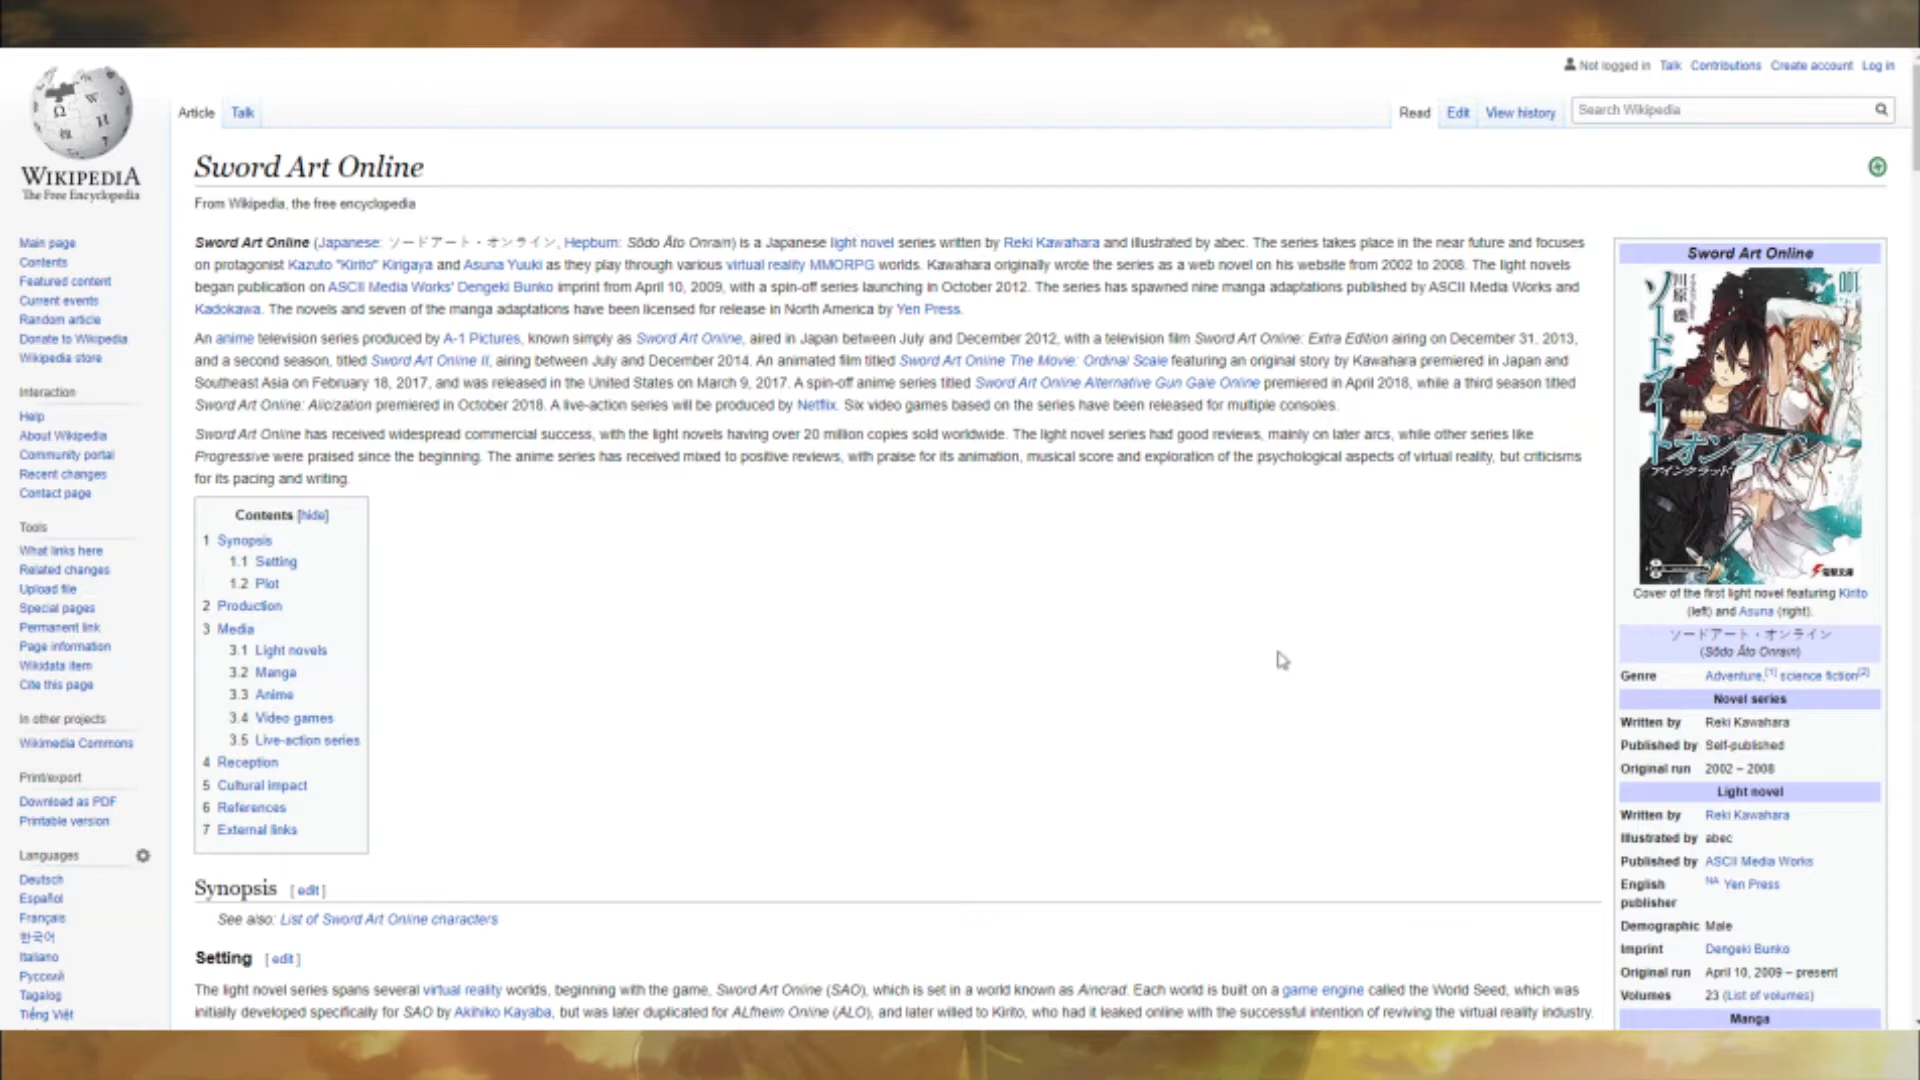 Not logged in Talk Contributions Create account Log in
Article Talk
Read Edit View history Search Wikipedia
WIKIPEDIA
The Free Encyclopedia
Main page
Contents
Featured content
Current events
Random article
Donate to Wikipedia
Wikipedia store
Interaction
Help
About Wikipedia
Community portal
Recent changes
Contact page
Tools
What links here
Related changes
Upload file
Special pages
Permanent link
Page information
Wikidata item
Cite this page
In other projects
Wikimedia Commons
Print/export
Download as PDF
Printable version
Languages
Deutsch
Español
Français
한국어
Italiano
Русский
Tagalog
Tiếng Việt
Sword Art Online
From Wikipedia, the free encyclopedia
Sword Art Online (Japanese: ソードアート・オンライン, Hepburn: Sōdo Āto Onrain) is a Japanese light novel series written by Reki Kawahara and illustrated by abec. The series takes place in the near future and focuses
on protagonist Kazuto "Kirito" Kirigaya and Asuna Yuuki as they play through various virtual reality MMORPG worlds. Kawahara originally wrote the series as a web novel on his website from 2002 to 2008. The light novels
began publication on ASCII Media Works' Dengeki Bunko imprint from April 10, 2009, with a spin-off series launching in October 2012. The series has spawned nine manga adaptations published by ASCII Media Works and
Kadokawa. The novels and seven of the manga adaptations have been licensed for release in North America by Yen Press.
An anime television series produced by A-1 Pictures, known simply as Sword Art Online, aired in Japan between July and December 2012, with a television film Sword Art Online: Extra Edition airing on December 31, 2013,
and a second season, titled Sword Art Online II, airing between July and December 2014. An animated film titled Sword Art Online The Movie: Ordinal Scale featuring an original story by Kawahara premiered in Japan and
Southeast Asia on February 18, 2017, and was released in the United States on March 9, 2017. A spin-off anime series titled Sword Art Online Alternative Gun Gale Online premiered in April 2018, while a third season titled
Sword Art Online: Alicization premiered in October 2018. A live-action series will be produced by Netflix. Six video games based on the series have been released for multiple consoles.
Sword Art Online has received widespread commercial success, with the light novels having over 20 million copies sold worldwide. The light novel series had good reviews, mainly on later arcs, while other series like
Progressive were praised since the beginning. The anime series has received mixed to positive reviews, with praise for its animation, musical score and exploration of the psychological aspects of virtual reality, but criticisms
for its pacing and writing.
Contents [hide]
1 Synopsis
1.1 Setting
1.2 Plot
2 Production
3 Media
3.1 Light novels
3.2 Manga
3.3 Anime
3.4 Video games
3.5 Live-action series
4 Reception
5 Cultural impact
6 References
7 External links
Synopsis [ edit ]
See also: List of Sword Art Online characters
Setting [ edit ]
The light novel series spans several virtual reality worlds, beginning with the game, Sword Art Online (SAO), which is set in a world known as Aincrad. Each world is built on a game engine called the World Seed, which was
initially developed specifically for SAO by Akihiko Kayaba, but was later duplicated for ALfheim Online (ALO), and later willed to Kirito, who had it leaked online with the successful intention of reviving the virtual reality industry.
Sword Art Online
川原 礫
001
ソードアート・オンライン
アインクラッド
電撃文庫
Cover of the first light novel featuring Kirito
(left) and Asuna (right).
ソードアート・オンライン
(Sōdo Āto Onrain)
Genre Adventure,[1] science fiction[2]
Novel series
Written by Reki Kawahara
Published by Self-published
Original run 2002 – 2008
Light novel
Written by Reki Kawahara
Illustrated by abec
Published by ASCII Media Works
English publisher NA Yen Press
Demographic Male
Imprint Dengeki Bunko
Original run April 10, 2009 – present
Volumes 23 (List of volumes)
Manga